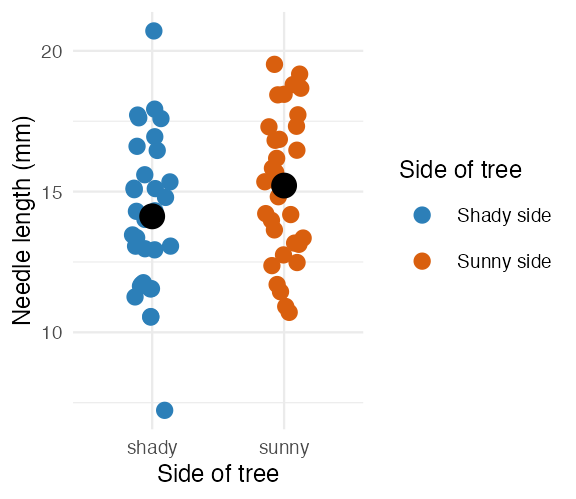 20
15
10
Needle length (mm)
shady
sunny
Side of tree
Side of tree
Shady side
Sunny side